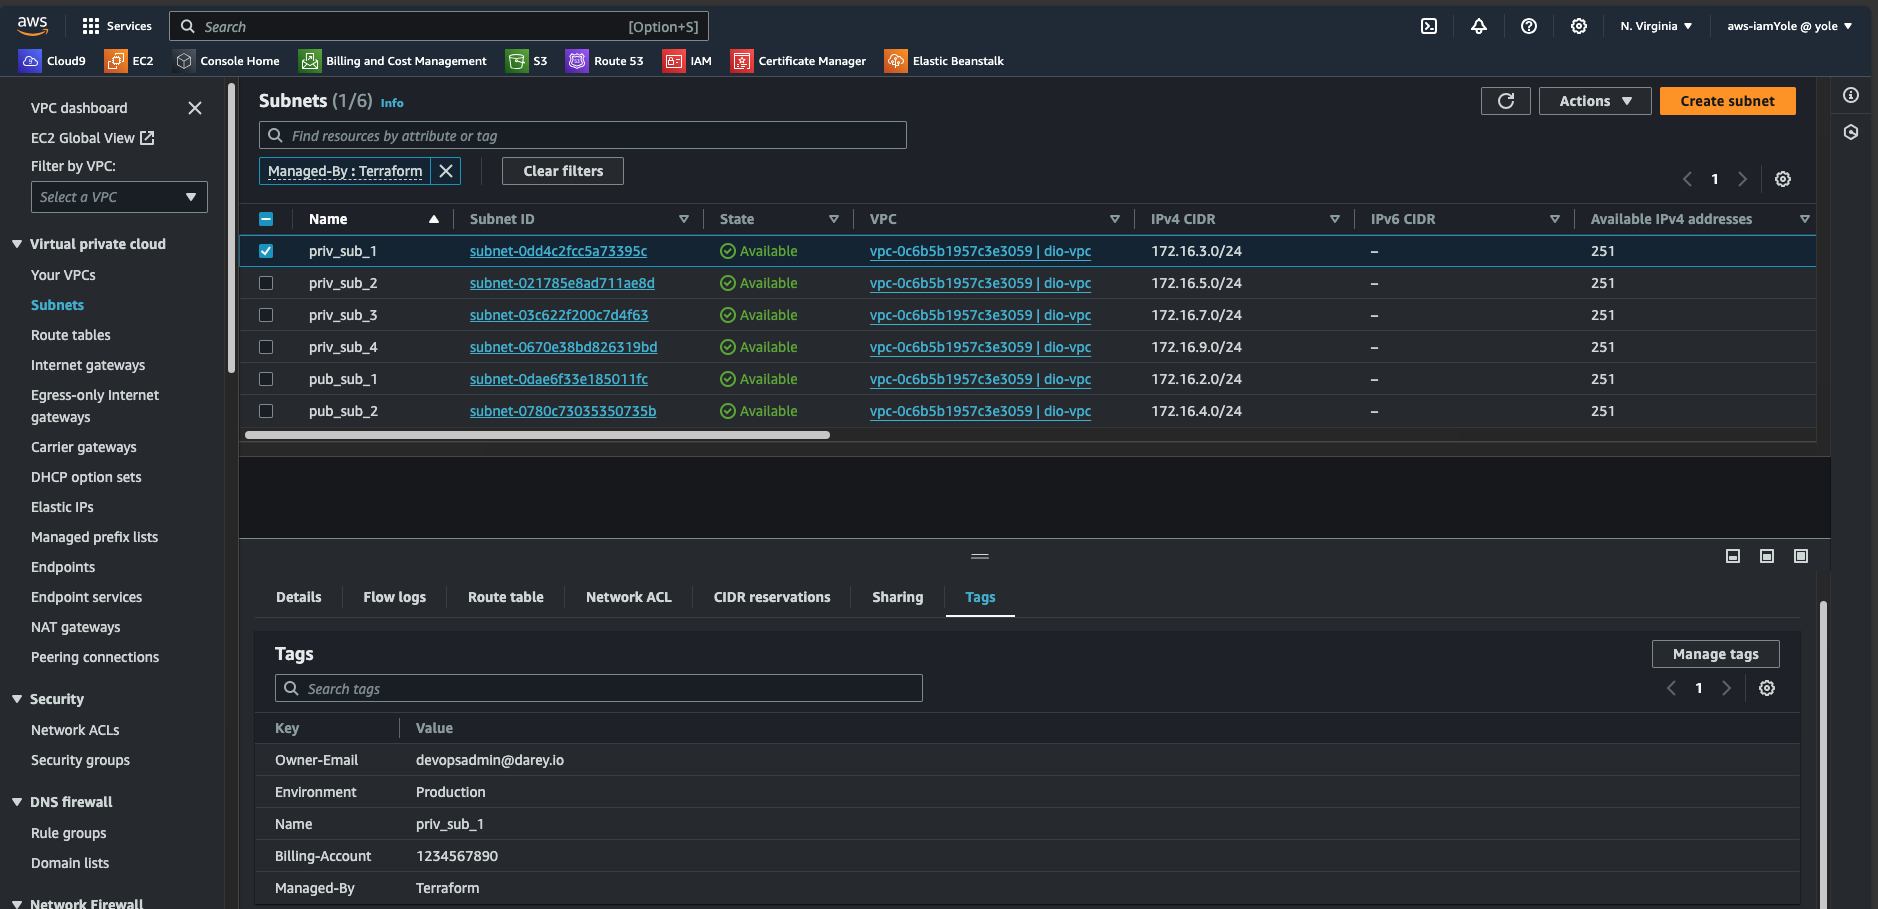 aws
Services
Search
[Option+S]
N. Virginia
aws-iamYole @ yole
Cloud9
EC2
Console Home
Billing and Cost Management
S3
Route 53
IAM
Certificate Manager
Elastic Beanstalk
VPC dashboard
EC2 Global View
Filter by VPC:
Select a VPC
Virtual private cloud
Your VPCs
Subnets
Route tables
Internet gateways
Egress-only Internet
gateways
Carrier gateways
DHCP option sets
Elastic IPs
Managed prefix lists
Endpoints
Endpoint services
NAT gateways
Peering connections
Security
Network ACLs
Security groups
DNS firewall
Rule groups
Domain lists
Network Firewall
Subnets (1/6) Info
Actions
Create subnet
Find resources by attribute or tag
Managed-By : Terraform
Clear filters
1
Name Subnet ID State VPC IPv4 CIDR IPv6 CIDR Available IPv4 addresses
priv_sub_1 subnet-0dd4c2fcc5a73395c Available vpc-0c6b5b1957c3e3059 | dio-vpc 172.16.3.0/24 – 251
priv_sub_2 subnet-021785e8ad711ae8d Available vpc-0c6b5b1957c3e3059 | dio-vpc 172.16.5.0/24 – 251
priv_sub_3 subnet-03c622f200c7d4f63 Available vpc-0c6b5b1957c3e3059 | dio-vpc 172.16.7.0/24 – 251
priv_sub_4 subnet-0670e38bd826319bd Available vpc-0c6b5b1957c3e3059 | dio-vpc 172.16.9.0/24 – 251
pub_sub_1 subnet-0dae6f33e185011fc Available vpc-0c6b5b1957c3e3059 | dio-vpc 172.16.2.0/24 – 251
pub_sub_2 subnet-0780c73035350735b Available vpc-0c6b5b1957c3e3059 | dio-vpc 172.16.4.0/24 – 251
Details
Flow logs
Route table
Network ACL
CIDR reservations
Sharing
Tags
Tags
Manage tags
Search tags
1
Key Value
Owner-Email devopsadmin@darey.io
Environment Production
Name priv_sub_1
Billing-Account 1234567890
Managed-By Terraform